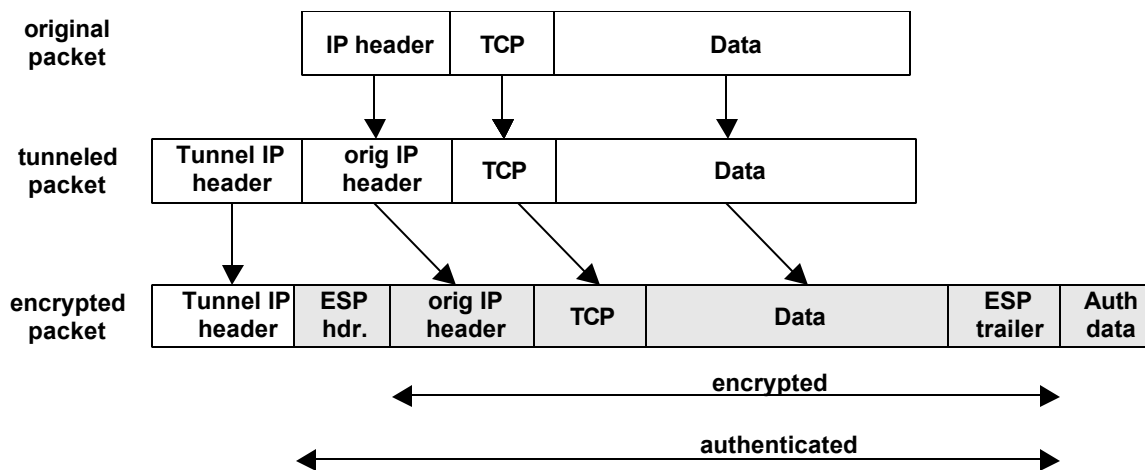 original
packet
IP header
TCP
Data
tunneled
packet
Tunnel IP
header
orig IP
header
TCP
Data
encrypted
packet
Tunnel IP
header
ESP
hdr.
orig IP
header
TCP
Data
ESP
trailer
Auth
data
encrypted
authenticated